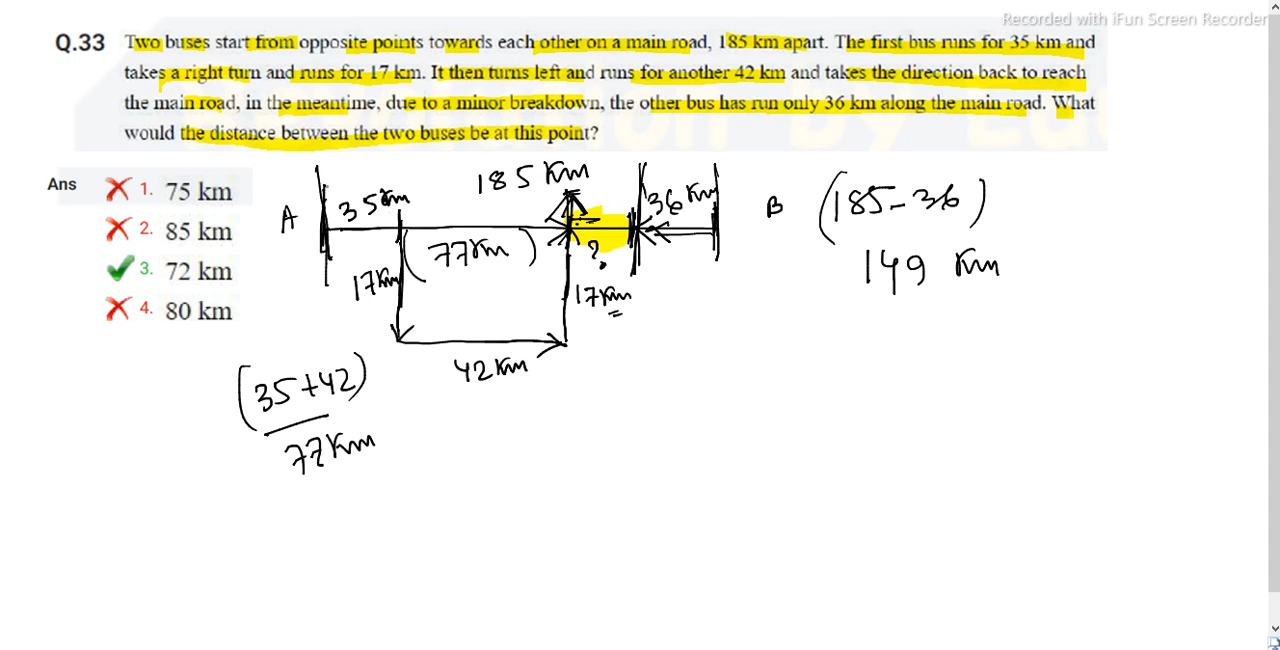 Recorded with iFun Screen Recorder
Q.33 Two buses start from opposite points towards each other on a main road, 185 km apart. The first bus runs for 35 km and
takes a right turn and runs for 17 km. It then turns left and runs for another 42 km and takes the direction back to reach
the main road, in the meantime, due to a minor breakdown, the other bus has run only 36 km along the main road. What
would the distance between the two buses be at this point?
Ans 1. 75 km
2. 85 km
3. 72 km
4. 80 km
185 Km
A 35 Km 36 Km B (185-36)
(77Km) ? 149 Km
17Km 17Km
42 Km
(35+42)
77Km